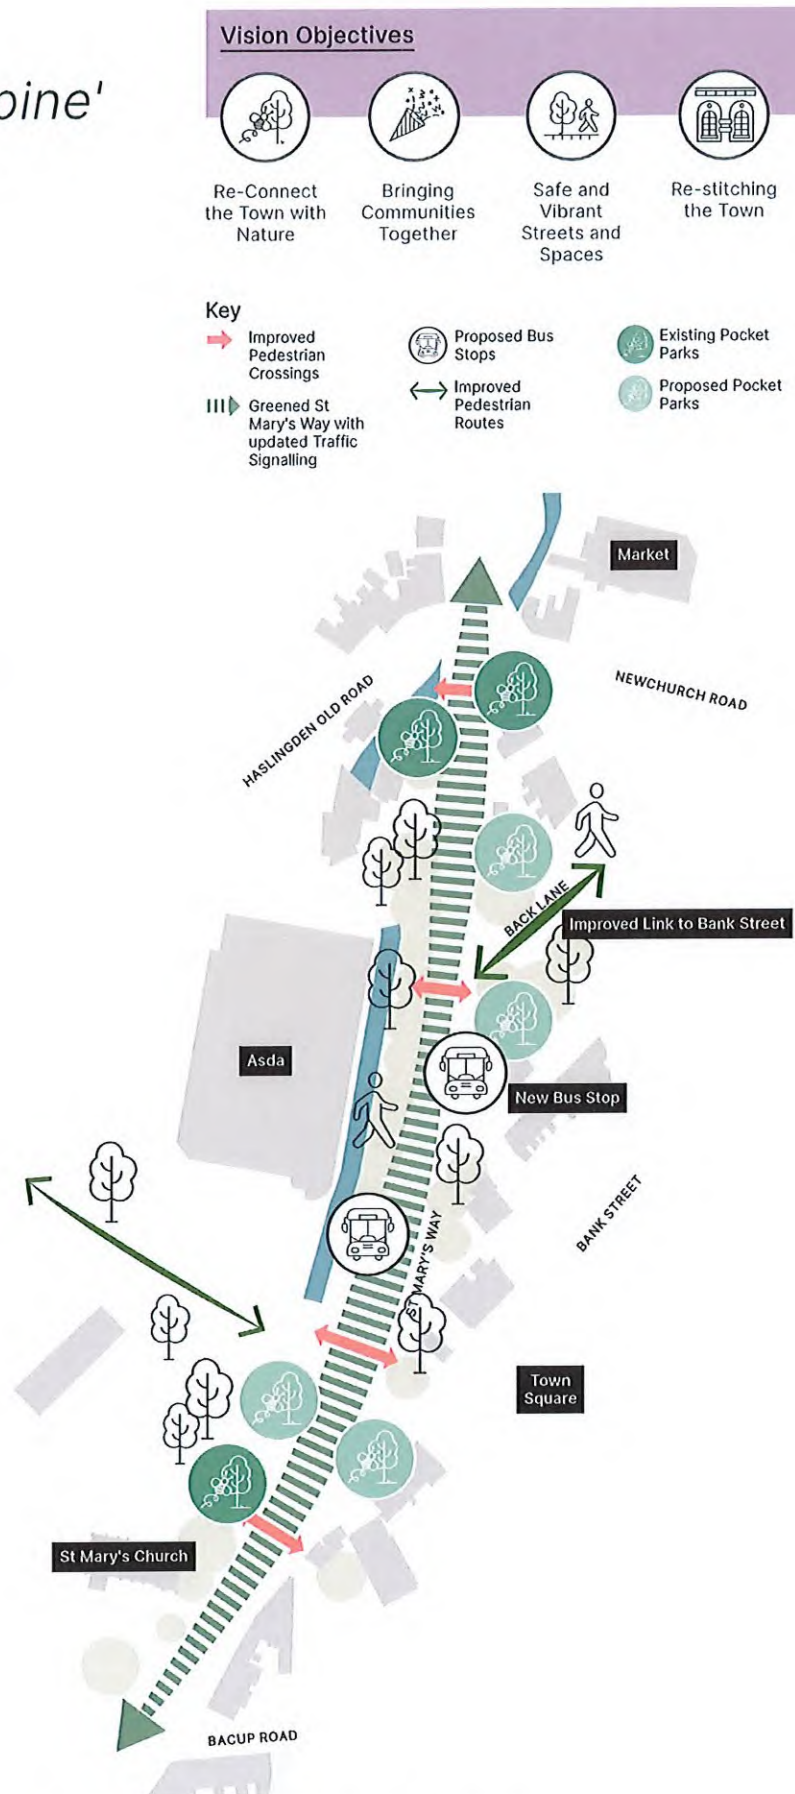 pine'
Vision Objectives
Re-Connect
the Town with
Nature
Bringing
Communities
Together
Safe and
Vibrant
Streets and
Spaces
Re-stitching
the Town
Key
Improved
Pedestrian
Crossings
Greened St
Mary's Way with
updated Traffic
Signalling
Proposed Bus
Stops
Improved
Pedestrian
Routes
Existing Pocket
Parks
Proposed Pocket
Parks
Market
NEWCHURCH ROAD
HASLINGDEN OLD ROAD
BACK LANE
Improved Link to Bank Street
Asda
New Bus Stop
BANK STREET
ST MARY'S WAY
Town
Square
St Mary's Church
BACUP ROAD